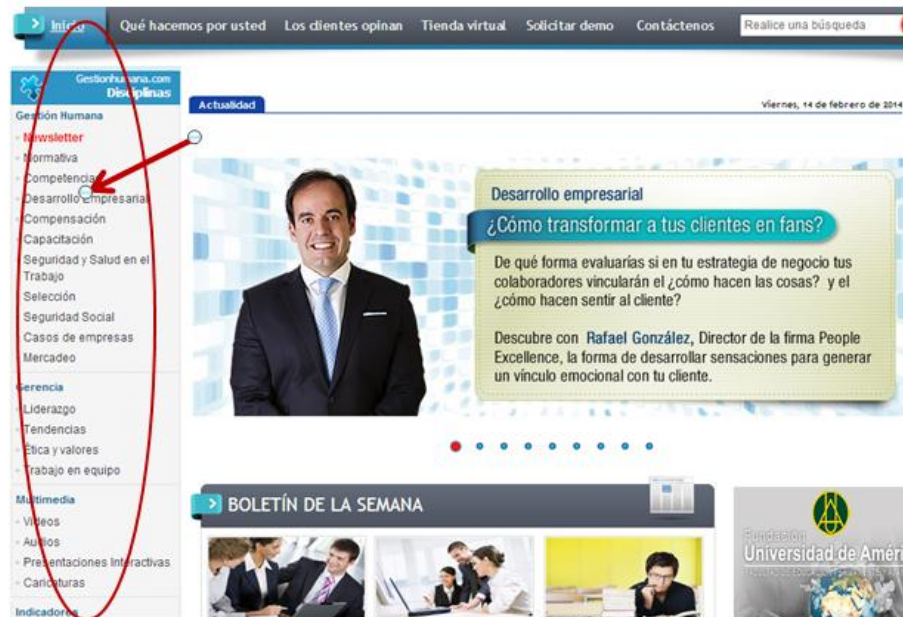 Inicio
Qué hacemos por usted
Los clientes opinan
Tienda virtual
Solicitar demo
Contáctenos
Realice una búsqueda
Gestionhumana.com
Disciplinas
Gestión Humana
Newsletter
Normativa
Competencias
Desarrollo Empresarial
Compensación
Capacitación
Seguridad y Salud en el
Trabajo
Selección
Seguridad Social
Casos de empresas
Mercadeo
Gerencia
Liderazgo
Tendencias
Ética y valores
Trabajo en equipo
Multimedia
Videos
Audios
Presentaciones Interactivas
Caricaturas
Indicadores
Actualidad
Viernes, 14 de febrero de 2014
Desarrollo empresarial
¿Cómo transformar a tus clientes en fans?
De qué forma evaluarías si en tu estrategia de negocio tus
colaboradores vincularán el ¿cómo hacen las cosas? y el
¿cómo hacen sentir al cliente?
Descubre con Rafael González, Director de la firma People
Excellence, la forma de desarrollar sensaciones para generar
un vínculo emocional con tu cliente.
BOLETÍN DE LA SEMANA
Fundación
Universidad de Améri